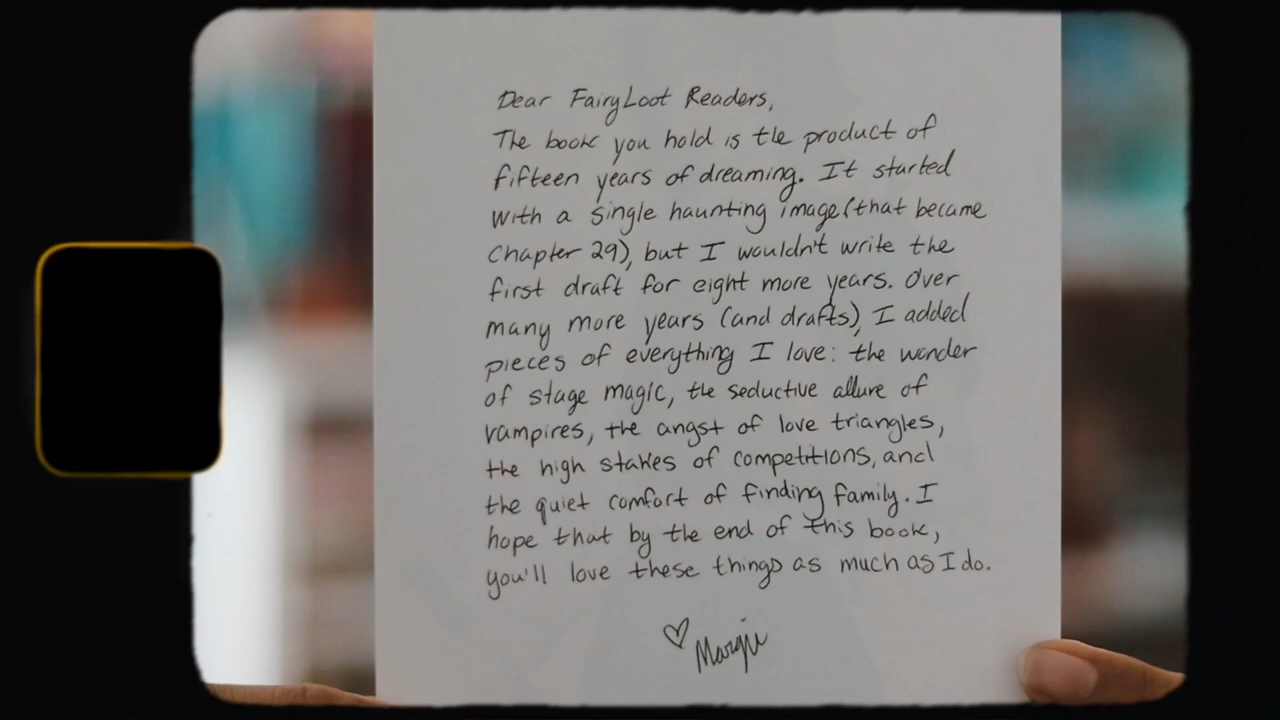 Dear FairyLoot Readers,
The book you hold is the product of
fifteen years of dreaming. It started
with a single haunting image (that became
Chapter 29), but I wouldn't write the
first draft for eight more years. Over
many more years (and drafts), I added
pieces of everything I love: the wonder
of stage magic, the seductive allure of
vampires, the angst of love triangles,
the high stakes of competitions, and
the quiet comfort of finding family. I
hope that by the end of this book,
you'll love these things as much as I do.
♡ Margie